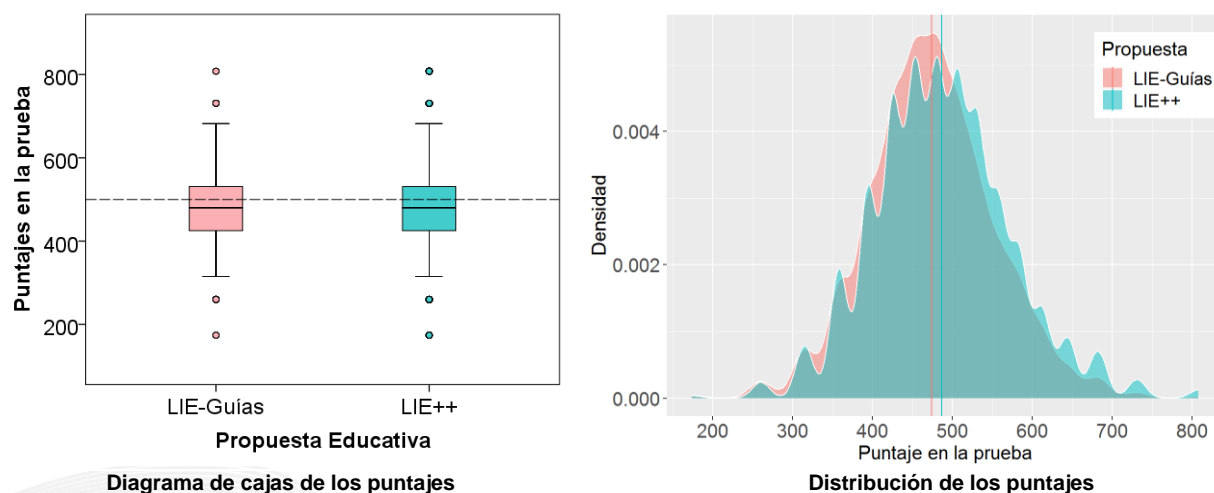 Puntajes en la prueba
800
600
400
200
LIE-Guías
LIE++
Propuesta Educativa
Diagrama de cajas de los puntajes
Densidad
0.004
0.002
0.000
Propuesta
LIE-Guías
LIE++
200
300
400
500
600
700
800
Puntaje en la prueba
Distribución de los puntajes